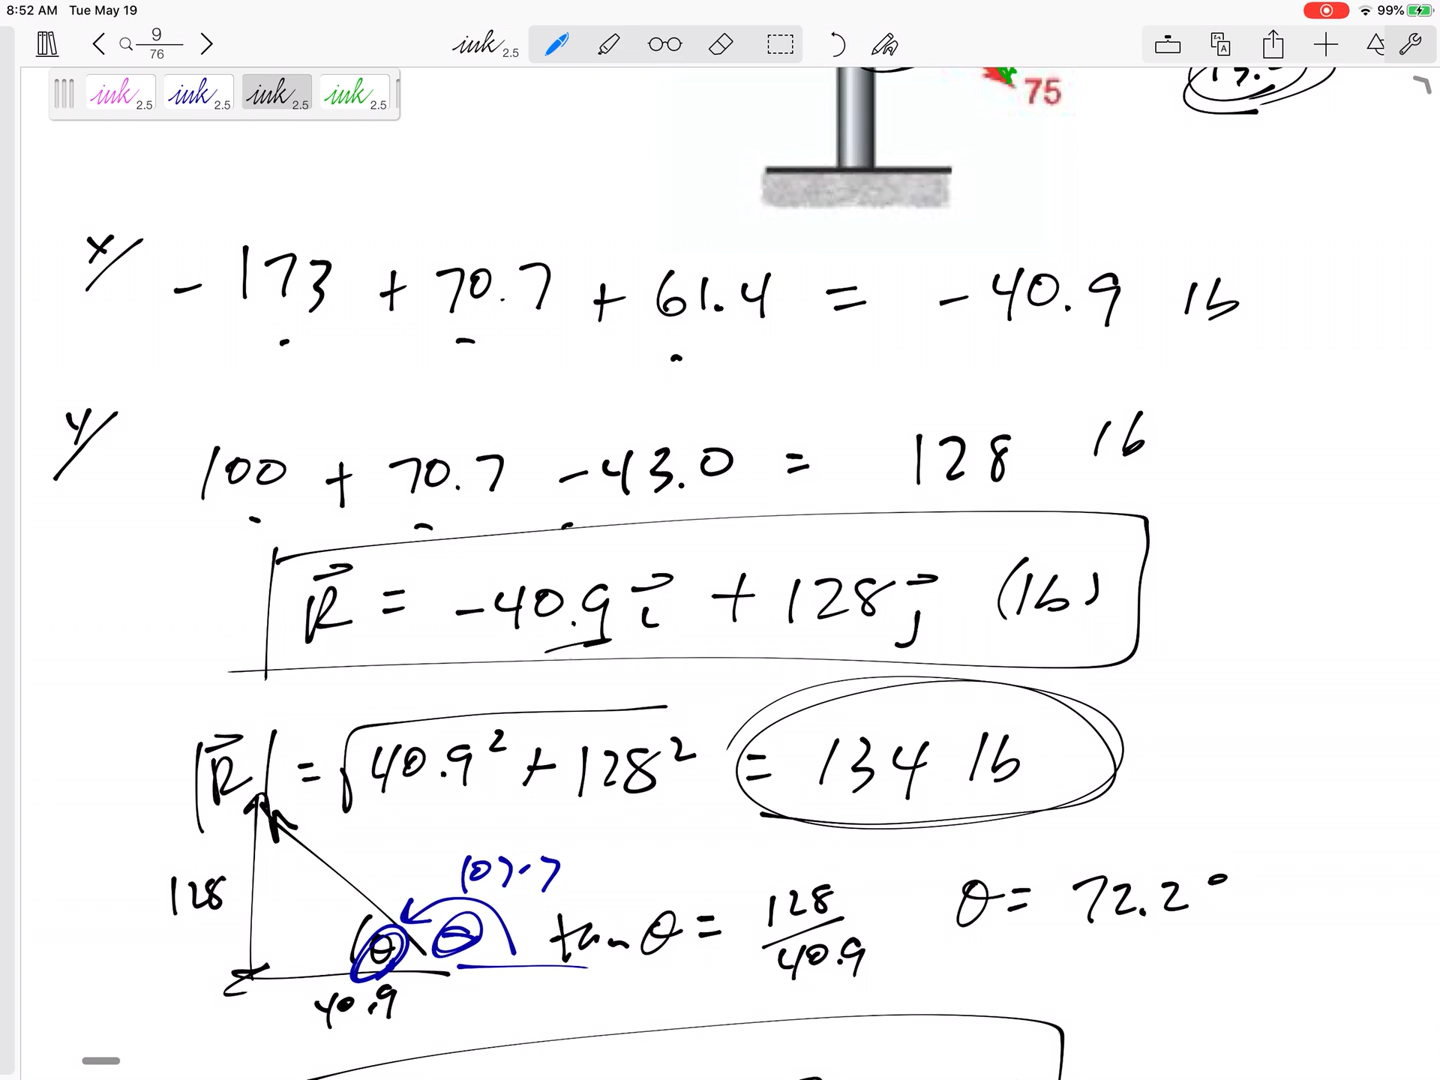 8:52 AM Tue May 19 99%
9
76
ink 2.5
ink 2.5 ink 2.5 ink 2.5 ink 2.5
75
x/ - 173 + 70.7 + 61.4 = - 40.9 lb
y/ 100 + 70.7 - 43.0 = 128 lb
R⃗ = -40.9 i⃗ + 128 j⃗ (lb)
|R⃗| = √40.9² + 128² = 134 lb
128
107.7
θ θ tan θ = 128/40.9 θ = 72.2°
40.9